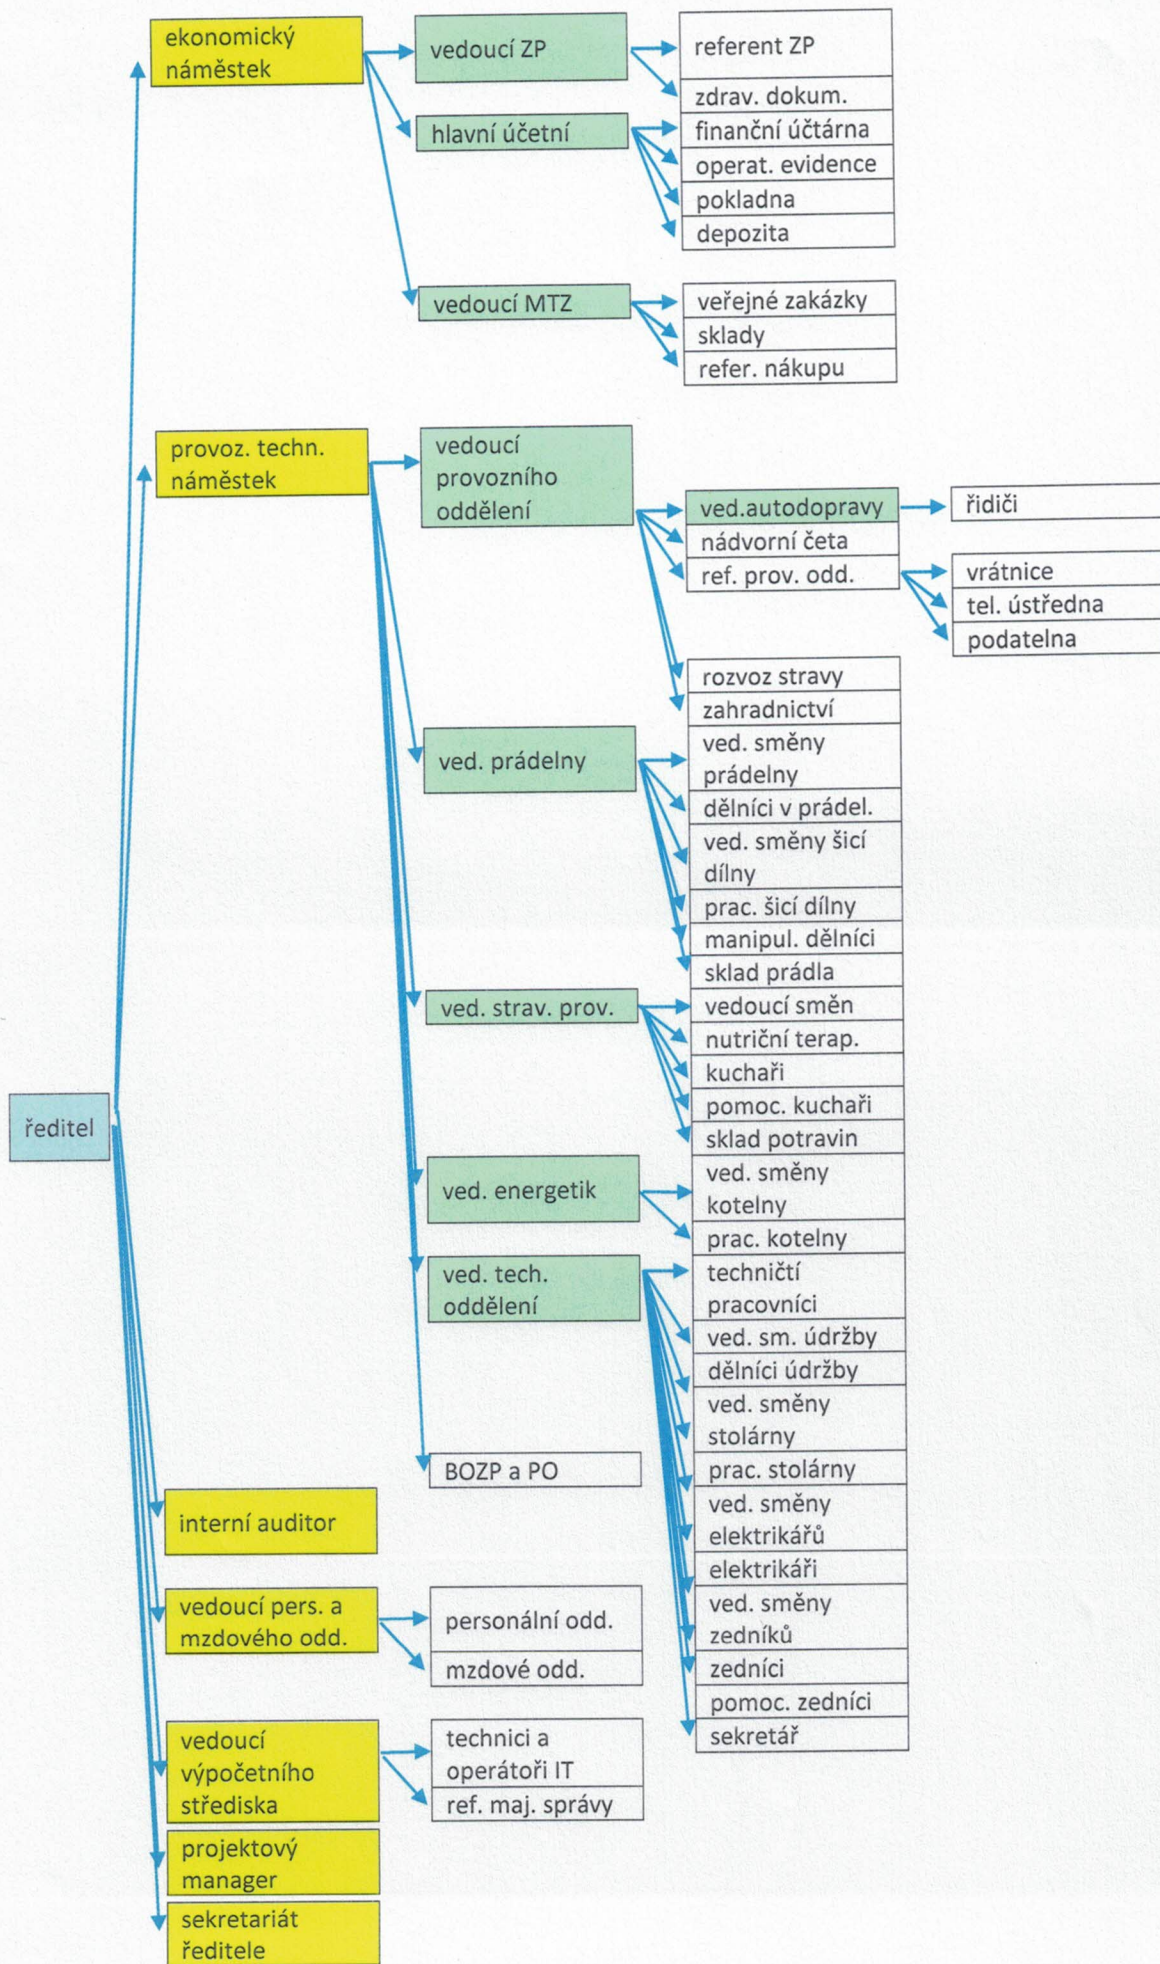 ekonomický
náměstek
vedoucí ZP
referent ZP
zdrav. dokum.
hlavní účetní
finanční účtárna
operat. evidence
pokladna
depozita
vedoucí MTZ
veřejné zakázky
sklady
refer. nákupu
provoz. techn.
náměstek
vedoucí
provozního
oddělení
ved.autodopravy
řidiči
nádvorní četa
ref. prov. odd.
vrátnice
tel. ústředna
podatelna
rozvoz stravy
zahradnictví
ved. prádelny
ved. směny
prádelny
dělníci v prádel.
ved. směny šicí
dílny
prac. šicí dílny
manipul. dělníci
sklad prádla
ved. strav. prov.
vedoucí směn
nutriční terap.
kuchaři
pomoc. kuchaři
sklad potravin
ředitel
ved. energetik
ved. směny
kotelny
prac. kotelny
ved. tech.
oddělení
techničtí
pracovníci
ved. sm. údržby
dělníci údržby
ved. směny
stolárny
prac. stolárny
ved. směny
elektrikářů
elektrikáři
ved. směny
zedníků
zedníci
pomoc. zedníci
sekretář
BOZP a PO
interní auditor
vedoucí pers. a
mzdového odd.
personální odd.
mzdové odd.
vedoucí
výpočetního
střediska
technici a
operátoři IT
ref. maj. správy
projektový
manager
sekretariát
ředitele